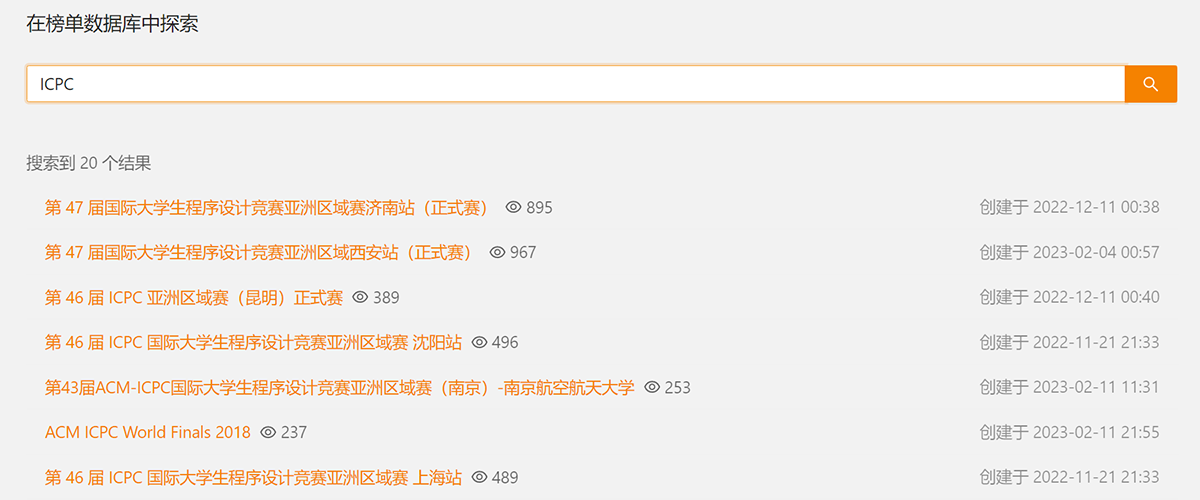 在榜单数据库中探索
ICPC
搜索到 20 个结果
第 47 届国际大学生程序设计竞赛亚洲区域赛济南站（正式赛） 895 创建于 2022-12-11 00:38
第 47 届国际大学生程序设计竞赛亚洲区域西安站（正式赛） 967 创建于 2023-02-04 00:57
第 46 届 ICPC 亚洲区域赛（昆明）正式赛 389 创建于 2022-12-11 00:40
第 46 届 ICPC 国际大学生程序设计竞赛亚洲区域赛 沈阳站 496 创建于 2022-11-21 21:33
第43届ACM-ICPC国际大学生程序设计竞赛亚洲区域赛（南京）-南京航空航天大学 253 创建于 2023-02-11 11:31
ACM ICPC World Finals 2018 237 创建于 2023-02-11 21:55
第 46 届 ICPC 国际大学生程序设计竞赛亚洲区域赛 上海站 489 创建于 2022-11-21 21:33